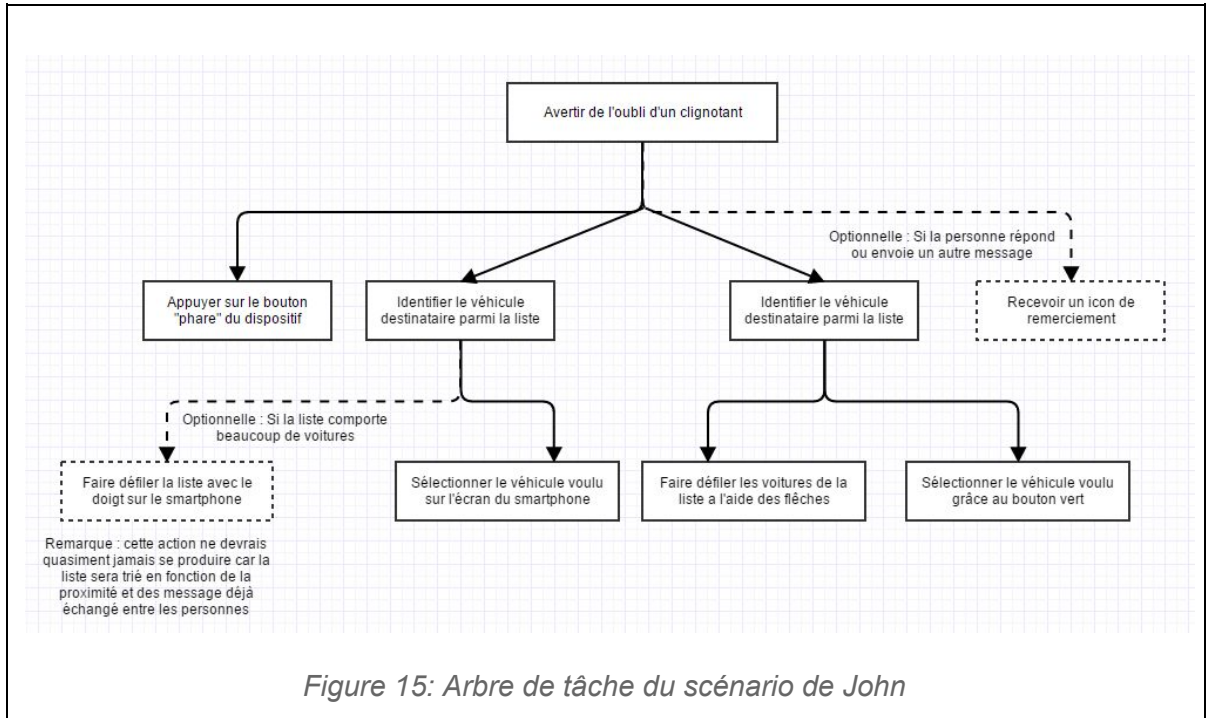 Avertir de l'oubli d'un clignotant
Optionnelle : Si la personne répond
ou envoie un autre message
Appuyer sur le bouton
"phare" du dispositif
Identifier le véhicule
destinataire parmi la liste
Identifier le véhicule
destinataire parmi la liste
Recevoir un icon de
remerciement
Optionnelle : Si la liste comporte
beaucoup de voitures
Faire défiler la liste avec le
doigt sur le smartphone
Sélectionner le véhicule voulu
sur l'écran du smartphone
Faire défiler les voitures de la
liste a l'aide des flêches
Sélectionner le véhicule voulu
grâce au bouton vert
Remarque : cette action ne devrais
quasiment jamais se produire car la
liste sera trié en fonction de la
proximité et des message déjà
échangé entre les personnes
Figure 15: Arbre de tâche du scénario de John